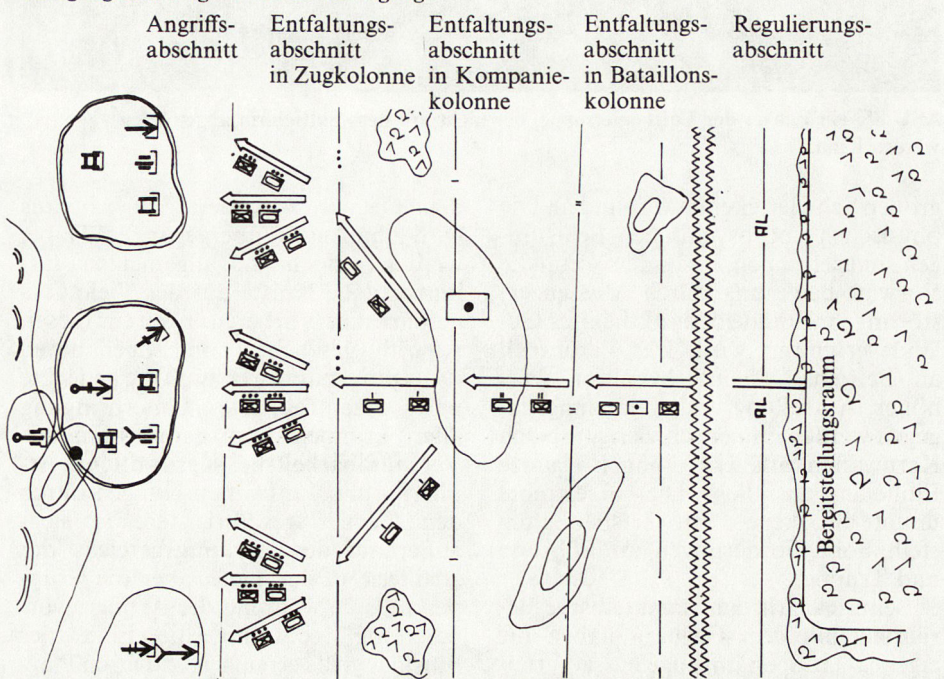 Angriffs-
abschnitt
Entfaltungs-
abschnitt
in Zugkolonne
Entfaltungs-
abschnitt
in Kompanie-
kolonne
Entfaltungs-
abschnitt
in Bataillons-
kolonne
Regulierungs-
abschnitt
RL
RL
Bereitstellungsraum